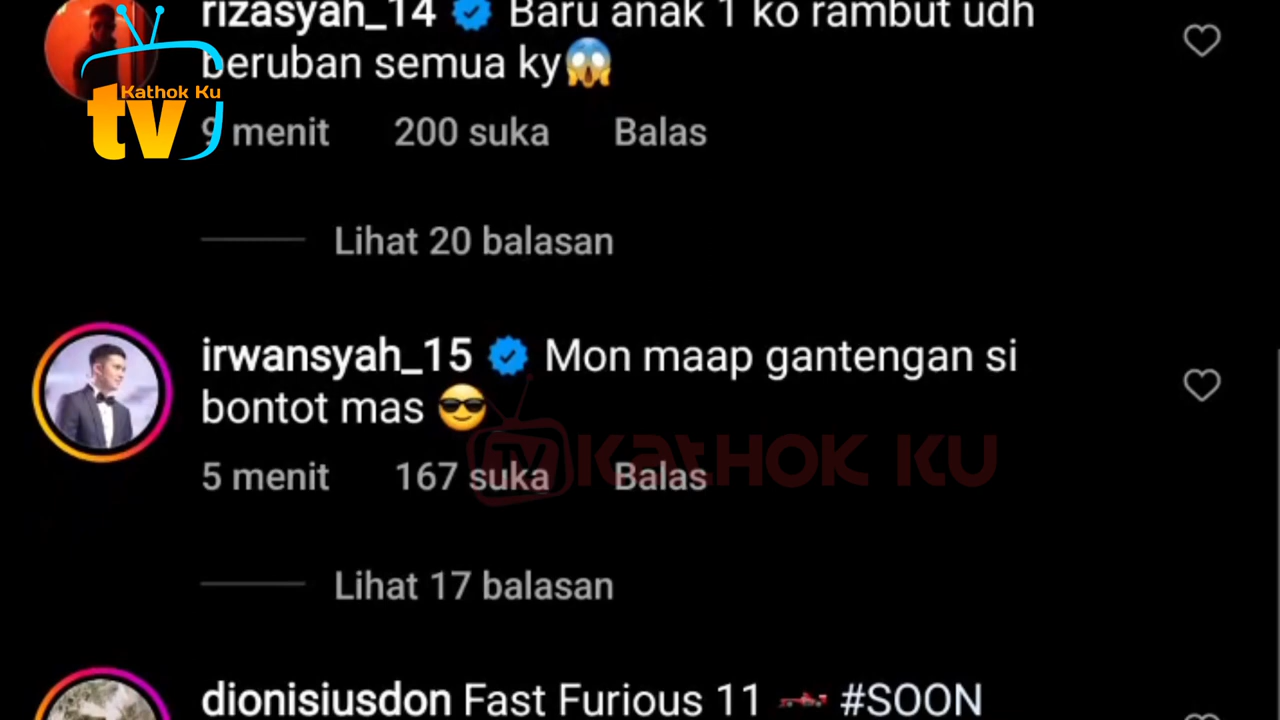 rizasyah_14 Baru anak 1 ko rambut udh
beruban semua ky😱
Kathok Ku
tv
9 menit 200 suka Balas
Lihat 20 balasan
irwansyah_15 Mon maap gantengan si
bontot mas 😎
TV KATHOK KU
5 menit 167 suka Balas
Lihat 17 balasan
dionisiusdon Fast Furious 11 🏎️ #SOON